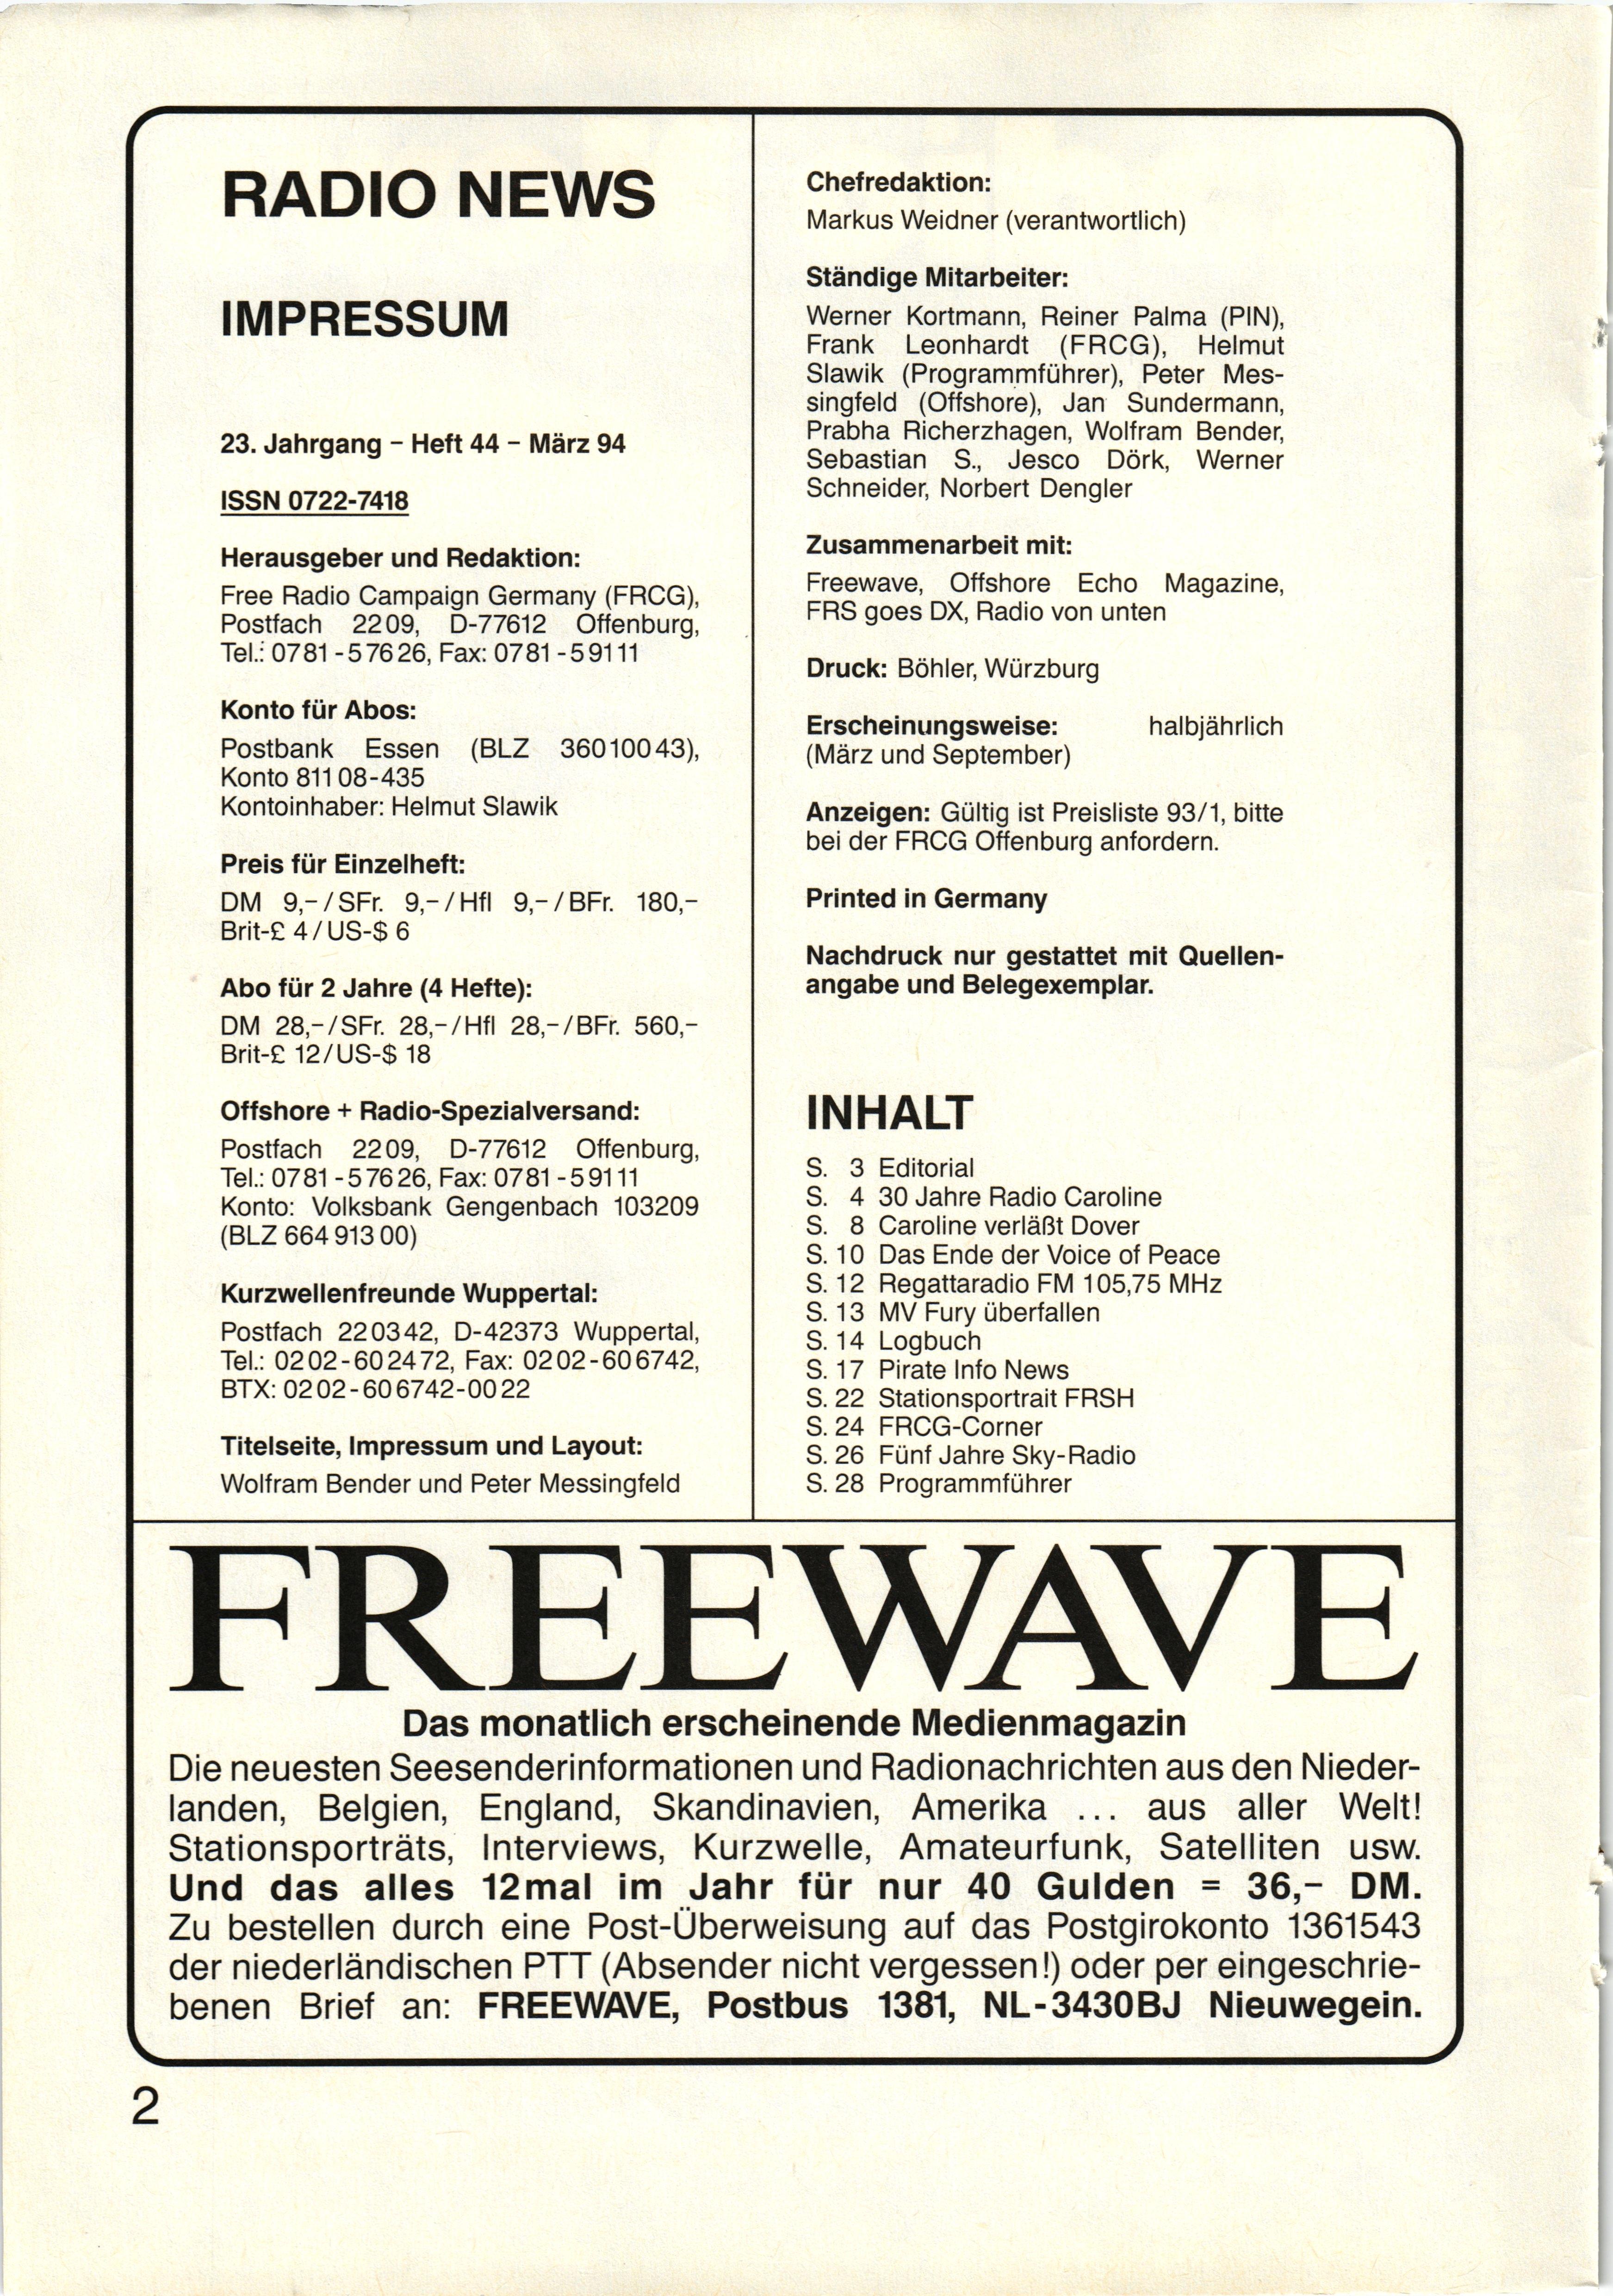 RADIO NEWS
IMPRESSUM
23. Jahrgang – Heft 44 – März 94
ISSN 0722-7418
Herausgeber und Redaktion:
Free Radio Campaign Germany (FRCG),
Postfach 2209, D-77612 Offenburg,
Tel.: 0781-57626, Fax: 0781-59111
Konto für Abos:
Postbank Essen (BLZ 36010043),
Konto 81108-435
Kontoinhaber: Helmut Slawik
Preis für Einzelheft:
DM 9,–/SFr. 9,–/Hfl 9,–/BFr. 180,–
Brit-£ 4/US-$ 6
Abo für 2 Jahre (4 Hefte):
DM 28,–/SFr. 28,–/Hfl 28,–/BFr. 560,–
Brit-£ 12/US-$ 18
Offshore + Radio-Spezialversand:
Postfach 2209, D-77612 Offenburg,
Tel.: 0781-57626, Fax: 0781-59111
Konto: Volksbank Gengenbach 103209
(BLZ 664 913 00)
Kurzwellenfreunde Wuppertal:
Postfach 220342, D-42373 Wuppertal,
Tel.: 0202-602472, Fax: 0202-606742,
BTX: 0202-606742-0022
Titelseite, Impressum und Layout:
Wolfram Bender und Peter Messingfeld
Chefredaktion:
Markus Weidner (verantwortlich)
Ständige Mitarbeiter:
Werner Kortmann, Reiner Palma (PIN),
Frank Leonhardt (FRCG), Helmut
Slawik (Programmführer), Peter Mes-
singfeld (Offshore), Jan Sundermann,
Prabha Richerzhagen, Wolfram Bender,
Sebastian S., Jesco Dörk, Werner
Schneider, Norbert Dengler
Zusammenarbeit mit:
Freewave, Offshore Echo Magazine,
FRS goes DX, Radio von unten
Druck: Böhler, Würzburg
Erscheinungsweise: halbjährlich
(März und September)
Anzeigen: Gültig ist Preisliste 93/1, bitte
bei der FRCG Offenburg anfordern.
Printed in Germany
Nachdruck nur gestattet mit Quellen-
angabe und Belegexemplar.
INHALT
S. 3 Editorial
S. 4 30 Jahre Radio Caroline
S. 8 Caroline verläßt Dover
S. 10 Das Ende der Voice of Peace
S. 12 Regattaradio FM 105,75 MHz
S. 13 MV Fury überfallen
S. 14 Logbuch
S. 17 Pirate Info News
S. 22 Stationsportrait FRSH
S. 24 FRCG-Corner
S. 26 Fünf Jahre Sky-Radio
S. 28 Programmführer
FREEWAVE
Das monatlich erscheinende Medienmagazin
Die neuesten Seesenderinformationen und Radionachrichten aus den Nieder-
landen, Belgien, England, Skandinavien, Amerika ... aus aller Welt!
Stationsporträts, Interviews, Kurzwelle, Amateurfunk, Satelliten usw.
Und das alles 12mal im Jahr für nur 40 Gulden = 36,– DM.
Zu bestellen durch eine Post-Überweisung auf das Postgirokonto 1361543
der niederländischen PTT (Absender nicht vergessen!) oder per eingeschrie-
benen Brief an: FREEWAVE, Postbus 1381, NL-3430BJ Nieuwegein.
2